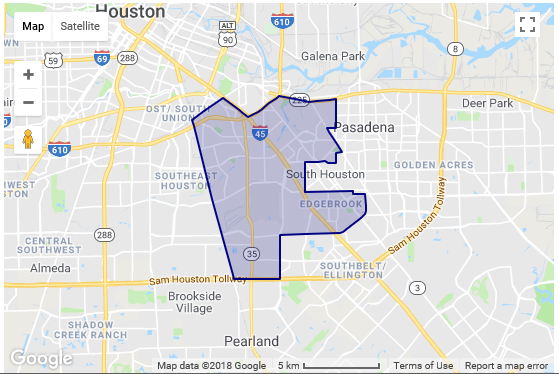 Houston
Map
Satellite
610
ALT
90
59
69
288
Galena Park
8
225
Deer Park
OST/ SOUTH
UNION
45
Pasadena
610
GOLDEN ACRES
SOUTHEAST
HOUSTON
South Houston
EDGEBROOK
288
CENTRAL
SOUTHWEST
Almeda
35
Sam Houston Tollway
SOUTHBELT/
ELLINGTON
Sam Houston Tollway
Brookside
Village
3
SHADOW
CREEK RANCH
Pearland
Google
Map data ©2018 Google
5 km
Terms of Use
Report a map error